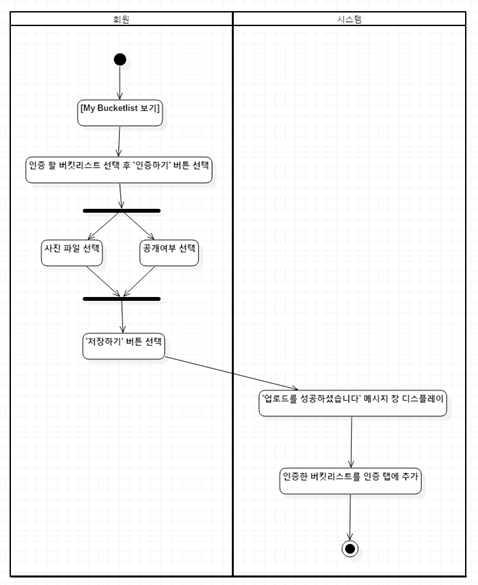 회원
시스템
[My Bucketlist 보기]
인증 할 버킷리스트 선택 후 '인증하기' 버튼 선택
사진 파일 선택
공개여부 선택
'저장하기' 버튼 선택
'업로드를 성공하셨습니다' 메시지 창 디스플레이
인증한 버킷리스트를 인증 탭에 추가